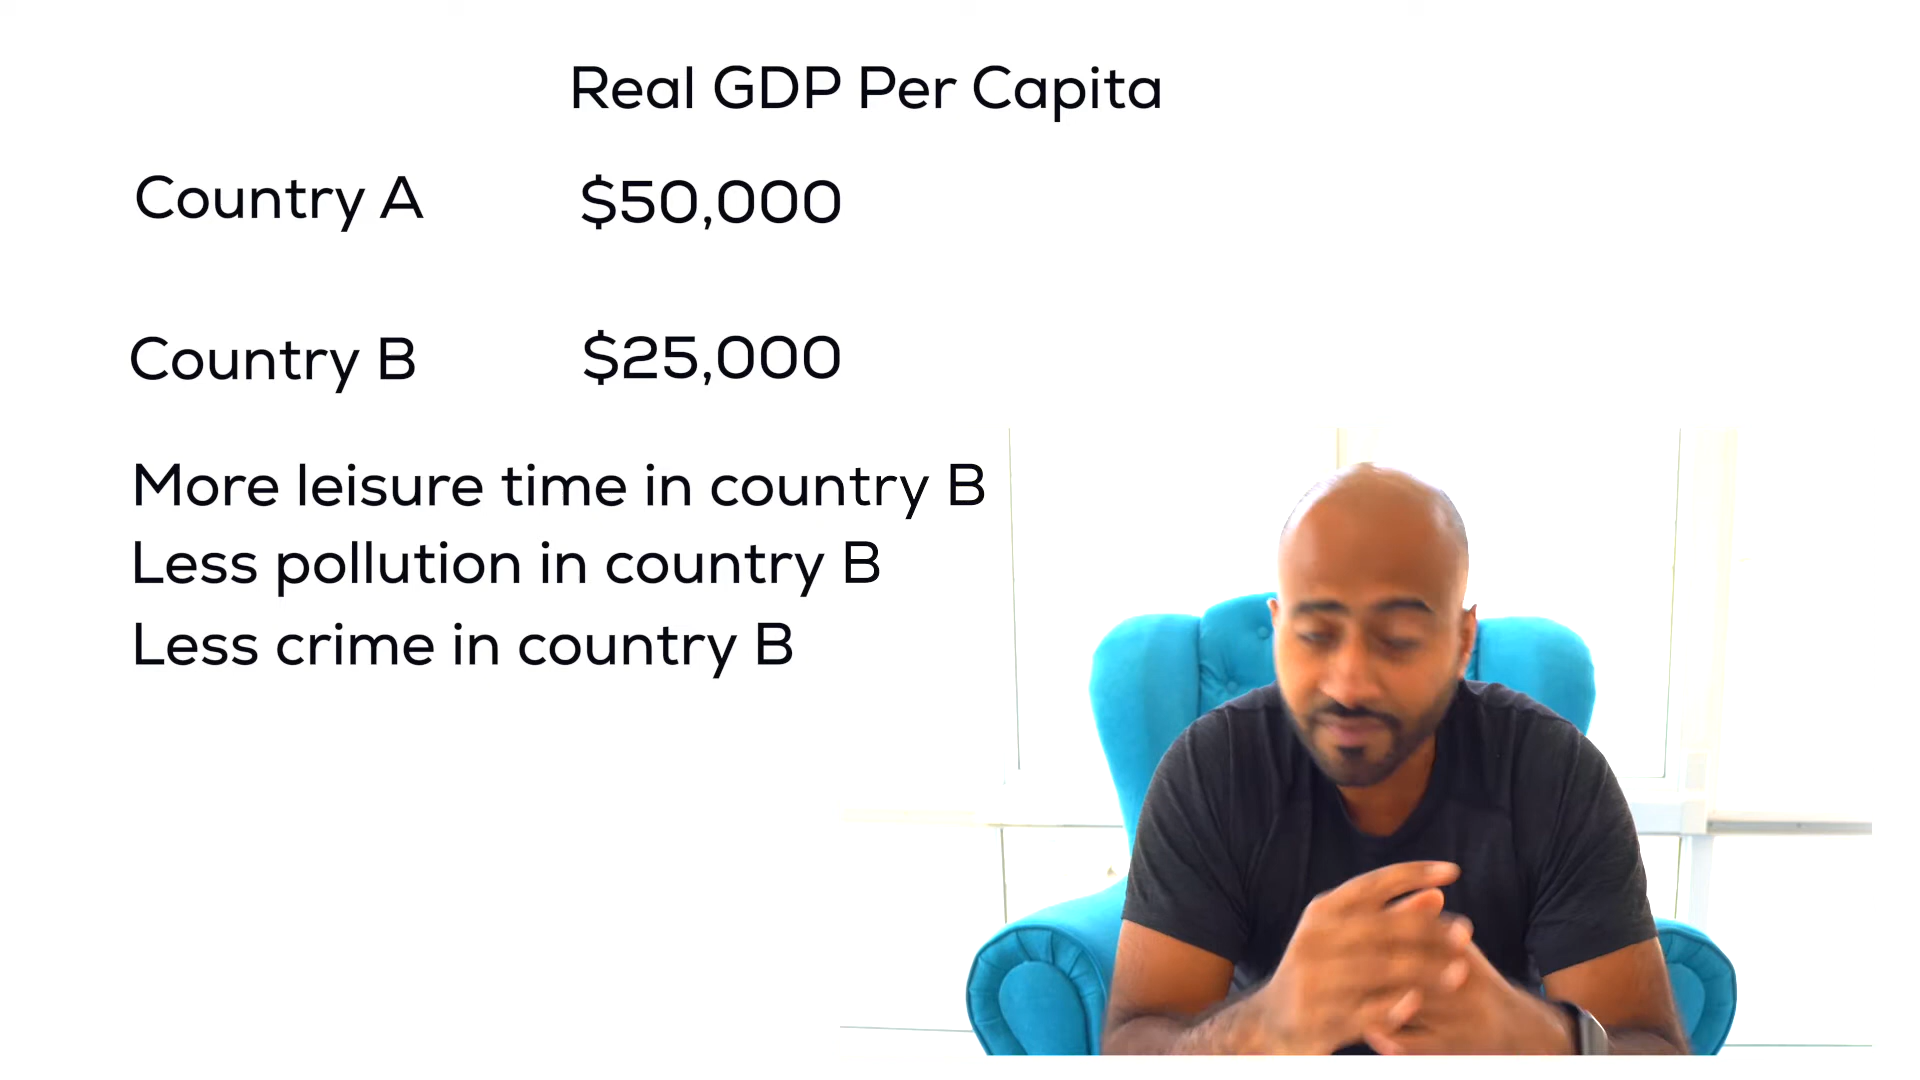 Real GDP Per Capita
Country A $50,000
Country B $25,000
More leisure time in country B
Less pollution in country B
Less crime in country B